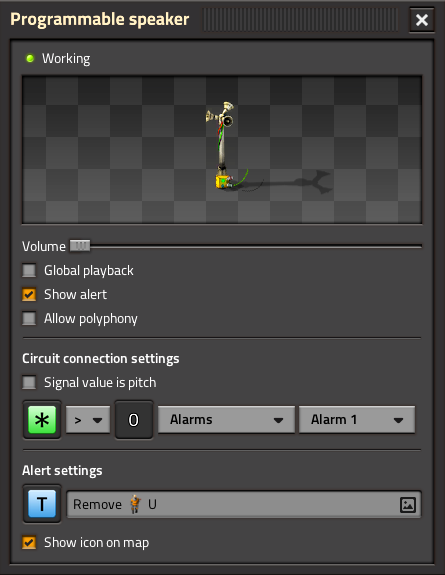 Programmable speaker
Working
Volume
Global playback
Show alert
Allow polyphony
Circuit connection settings
Signal value is pitch
* > 0 Alarms Alarm 1
Alert settings
T Remove U
Show icon on map